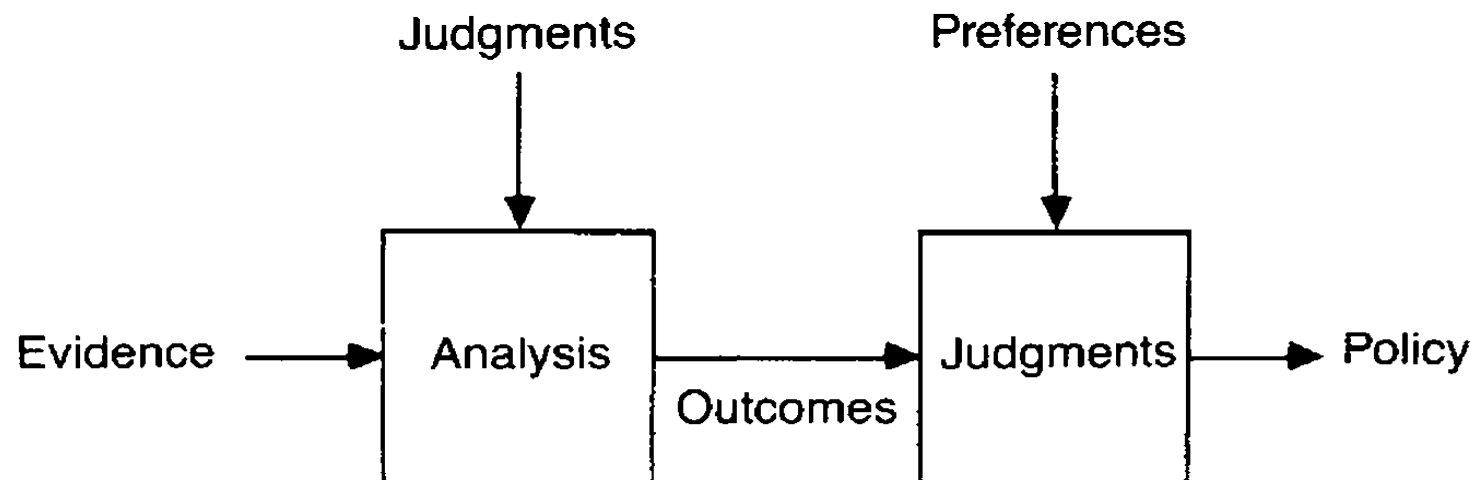 Judgments
Preferences
Evidence
Analysis
Outcomes
Judgments
Policy